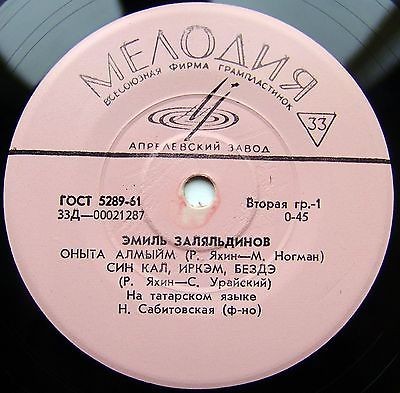 МЕЛОДИЯ
ВСЕСОЮЗНАЯ ФИРМА ГРАМПЛАСТИНОК
33
АПРЕЛЕВСКИЙ ЗАВОД
ГОСТ 5289-61
Вторая гр.-1
33Д—00021287
0-45
ЭМИЛЬ ЗАЛЯЛЬДИНОВ
ОНЫТА АЛМЫЙМ (Р. Яхин—М. Ногман)
СИН КАЛ, ИРКЭМ, БЕЗДЭ
(Р. Яхин—С. Урайский)
На татарском языке
Н. Сабитовская (ф-но)